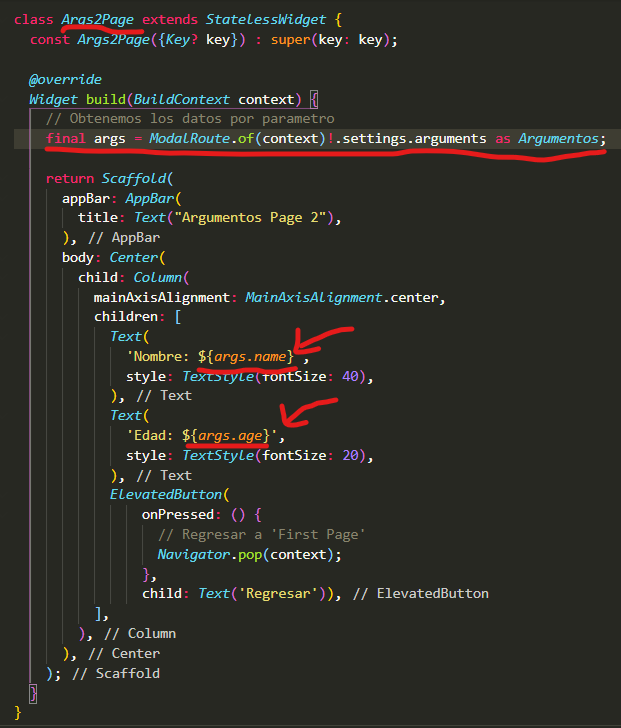 class Args2Page extends StatelessWidget {
  const Args2Page({Key? key}) : super(key: key);

  @override
  Widget build(BuildContext context) {
    // Obtenemos los datos por parametro
    final args = ModalRoute.of(context)!.settings.arguments as Argumentos;

    return Scaffold(
      appBar: AppBar(
        title: Text("Argumentos Page 2"),
      ), // AppBar
      body: Center(
        child: Column(
          mainAxisAlignment: MainAxisAlignment.center,
          children: [
            Text(
              'Nombre: ${args.name}',
              style: TextStyle(fontSize: 40),
            ), // Text
            Text(
              'Edad: ${args.age}',
              style: TextStyle(fontSize: 20),
            ), // Text
            ElevatedButton(
                onPressed: () {
                  // Regresar a 'First Page'
                  Navigator.pop(context);
                },
                child: Text('Regresar')), // ElevatedButton
          ],
        ), // Column
      ), // Center
    ); // Scaffold
  }
}